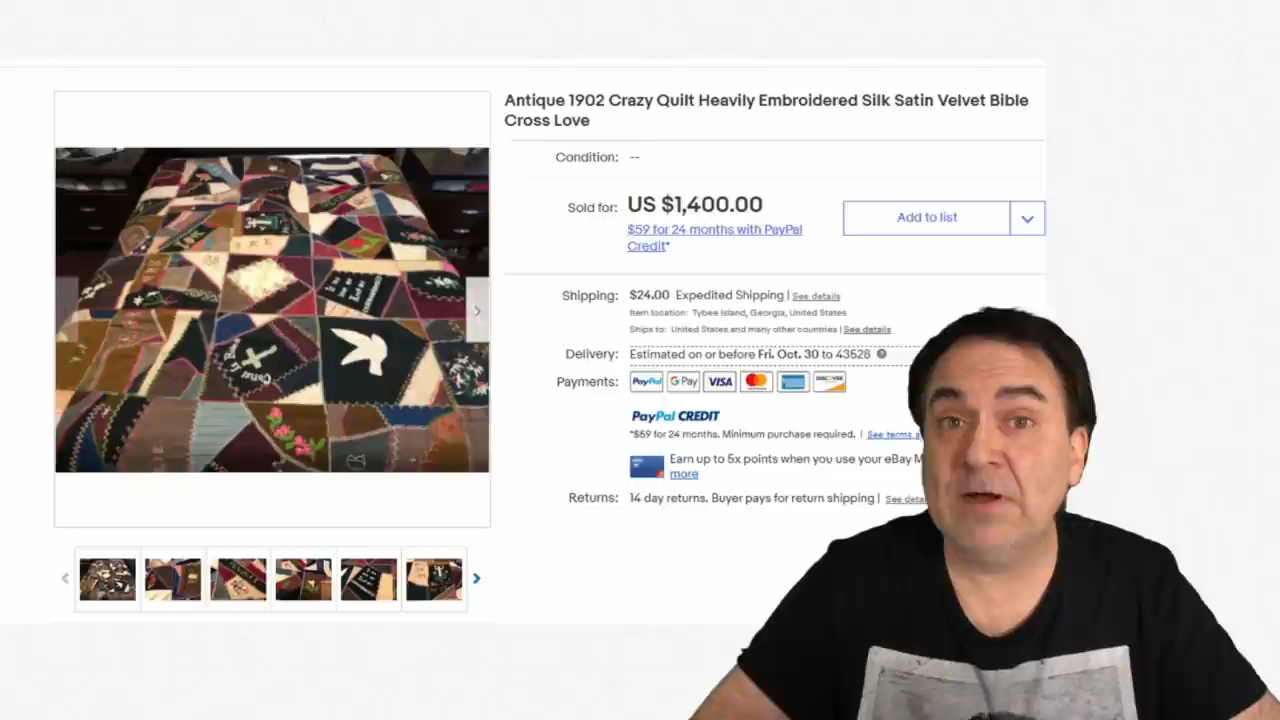 Antique 1902 Crazy Quilt Heavily Embroidered Silk Satin Velvet Bible
Cross Love
Condition: --
Sold for: US $1,400.00
$59 for 24 months with PayPal
Credit*
Add to list
Shipping: $24.00 Expedited Shipping | See details
Item location: Tybee Island, Georgia, United States
Ships to: United States and many other countries | See details
Delivery: Estimated on or before Fri. Oct. 30 to 43528
Payments: PayPal G Pay VISA DISCOVER
PayPal CREDIT
*$59 for 24 months. Minimum purchase required. | See terms
Earn up to 5x points when you use your eBay
more
Returns: 14 day returns. Buyer pays for return shipping | See